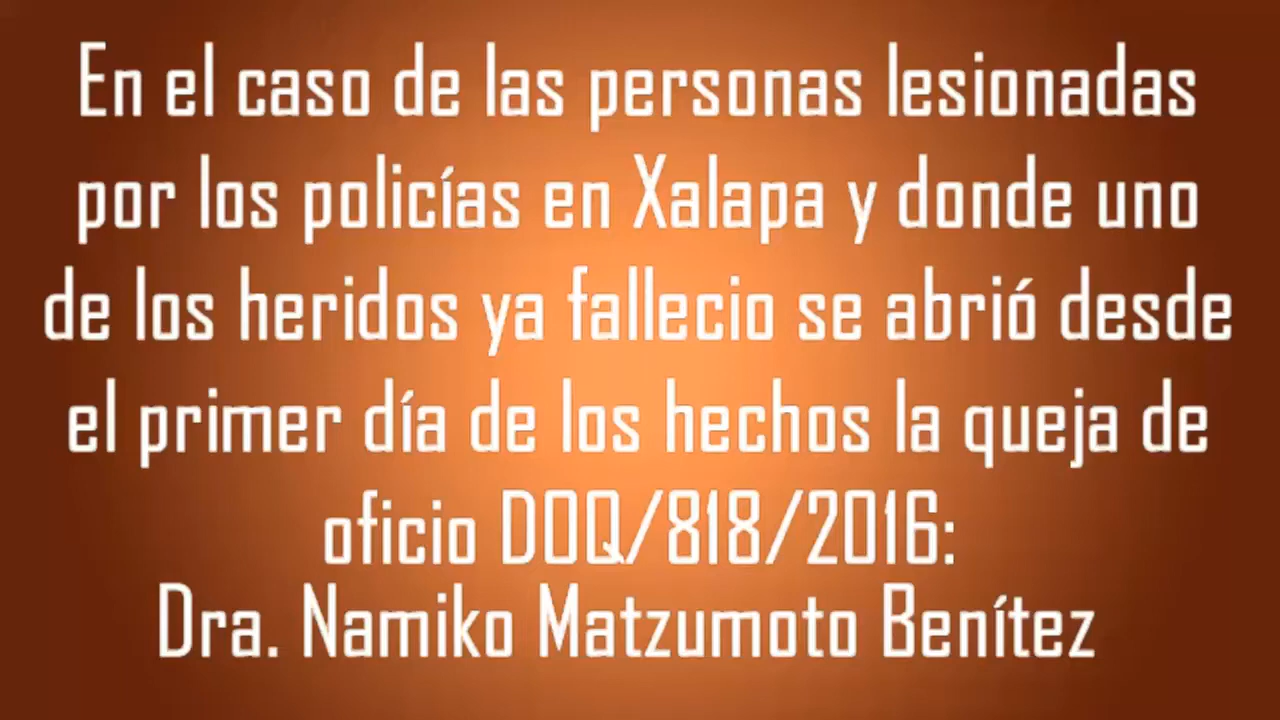 En el caso de las personas lesionadas
por los policías en Xalapa y donde uno
de los heridos ya fallecio se abrió desde
el primer día de los hechos la queja de
oficio DOQ/818/2016:
Dra. Namiko Matzumoto Benítez